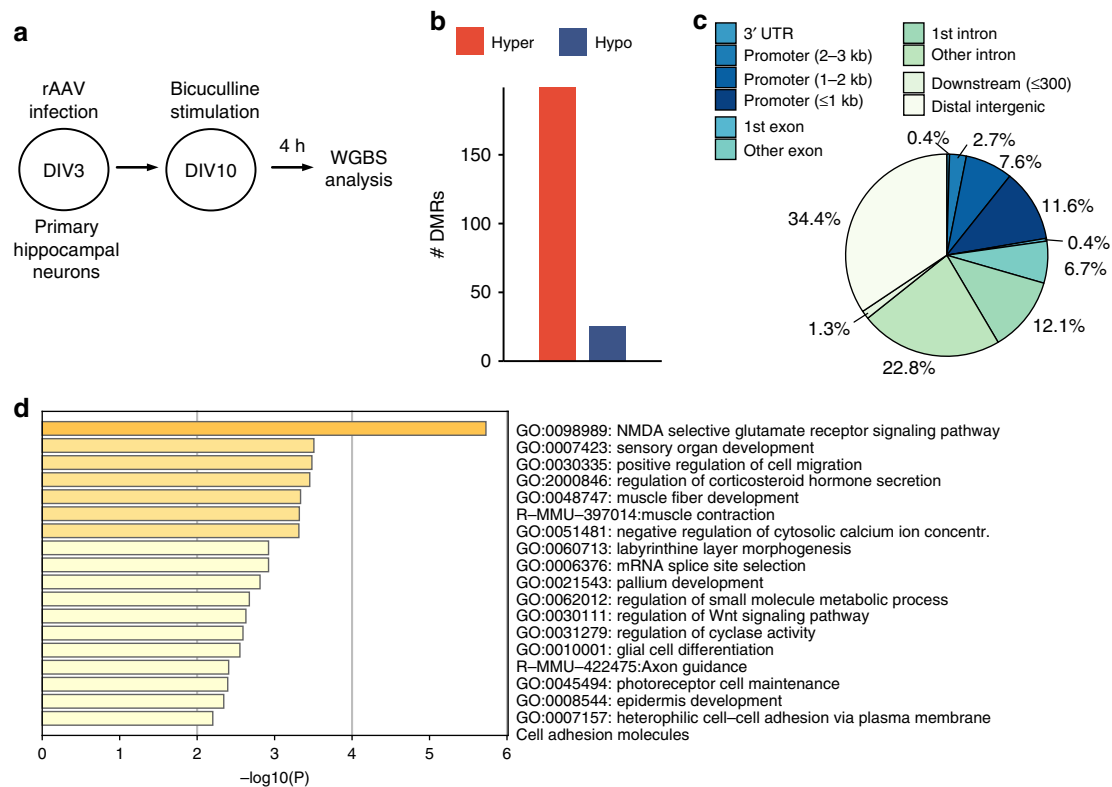 a
rAAV
infection
DIV3
Primary
hippocampal
neurons
Bicuculline
stimulation
DIV10
4 h
WGBS
analysis
b
Hyper
Hypo
# DMRs
150
100
50
0
c
3′ UTR
Promoter (2–3 kb)
Promoter (1–2 kb)
Promoter (≤1 kb)
1st exon
Other exon
1st intron
Other intron
Downstream (≤300)
Distal intergenic
0.4%
2.7%
7.6%
11.6%
0.4%
6.7%
12.1%
22.8%
1.3%
34.4%
d
GO:0098989: NMDA selective glutamate receptor signaling pathway
GO:0007423: sensory organ development
GO:0030335: positive regulation of cell migration
GO:2000846: regulation of corticosteroid hormone secretion
GO:0048747: muscle fiber development
R–MMU–397014:muscle contraction
GO:0051481: negative regulation of cytosolic calcium ion concentr.
GO:0060713: labyrinthine layer morphogenesis
GO:0006376: mRNA splice site selection
GO:0021543: pallium development
GO:0062012: regulation of small molecule metabolic process
GO:0030111: regulation of Wnt signaling pathway
GO:0031279: regulation of cyclase activity
GO:0010001: glial cell differentiation
R–MMU–422475:Axon guidance
GO:0045494: photoreceptor cell maintenance
GO:0008544: epidermis development
GO:0007157: heterophilic cell–cell adhesion via plasma membrane
Cell adhesion molecules
0 1 2 3 4 5 6
–log10(P)